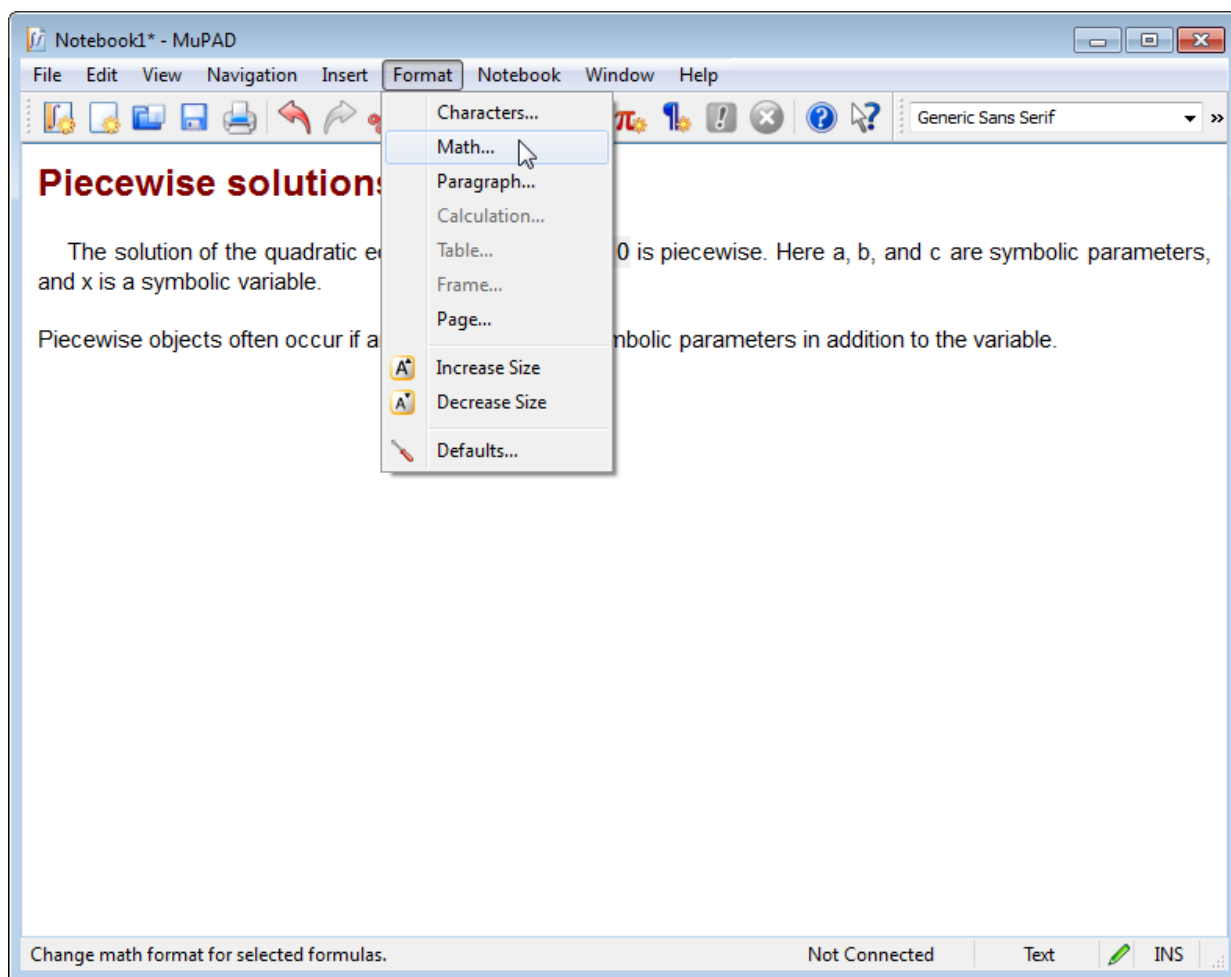 Notebook1* - MuPAD
File Edit View Navigation Insert Format Notebook Window Help
Generic Sans Serif
Characters...
Math...
Paragraph...
Calculation...
Table...
Frame...
Page...
Increase Size
Decrease Size
Defaults...
Piecewise solutions
The solution of the quadratic 0 is piecewise. Here a, b, and c are symbolic parameters,
and x is a symbolic variable.
Piecewise objects often occur if parameters in addition to the variable.
Change math format for selected formulas. Not Connected Text INS